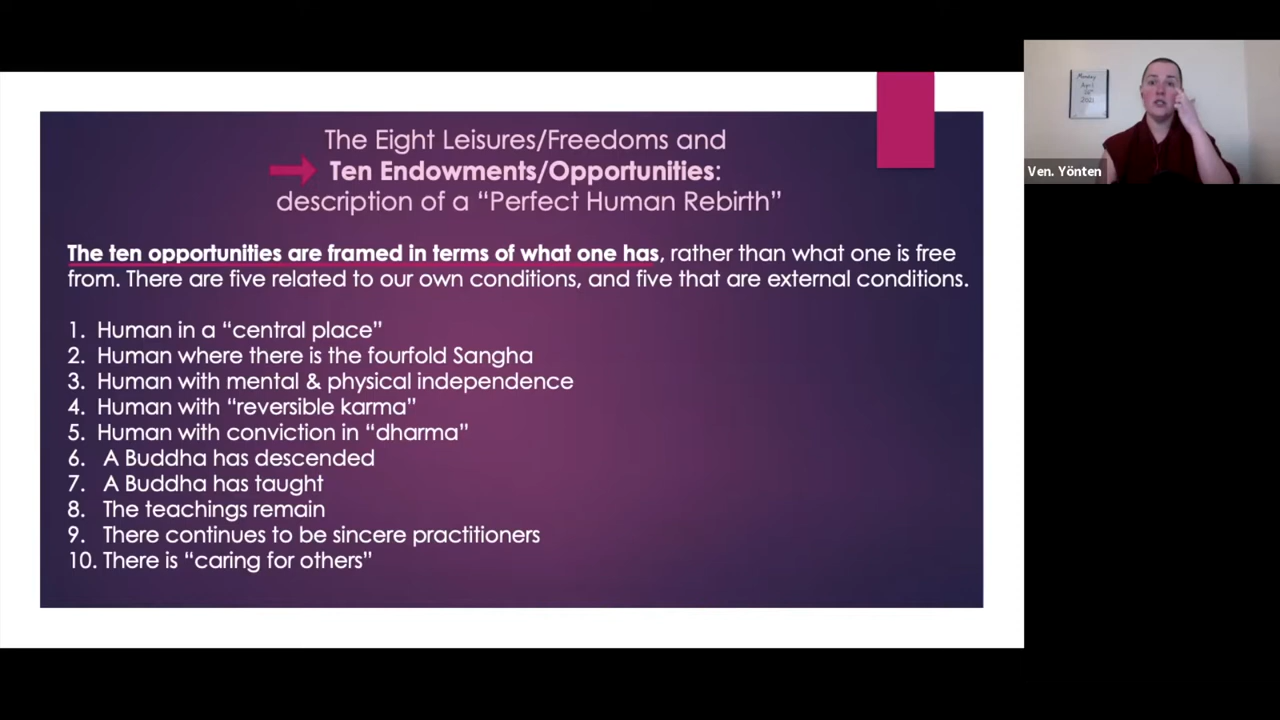 The Eight Leisures/Freedoms and
Ten Endowments/Opportunities:
description of a “Perfect Human Rebirth”
The ten opportunities are framed in terms of what one has, rather than what one is free
from. There are five related to our own conditions, and five that are external conditions.
1. Human in a “central place”
2. Human where there is the fourfold Sangha
3. Human with mental & physical independence
4. Human with “reversible karma”
5. Human with conviction in “dharma”
6. A Buddha has descended
7. A Buddha has taught
8. The teachings remain
9. There continues to be sincere practitioners
10. There is “caring for others”
Monday
April
2021
Ven. Yönten